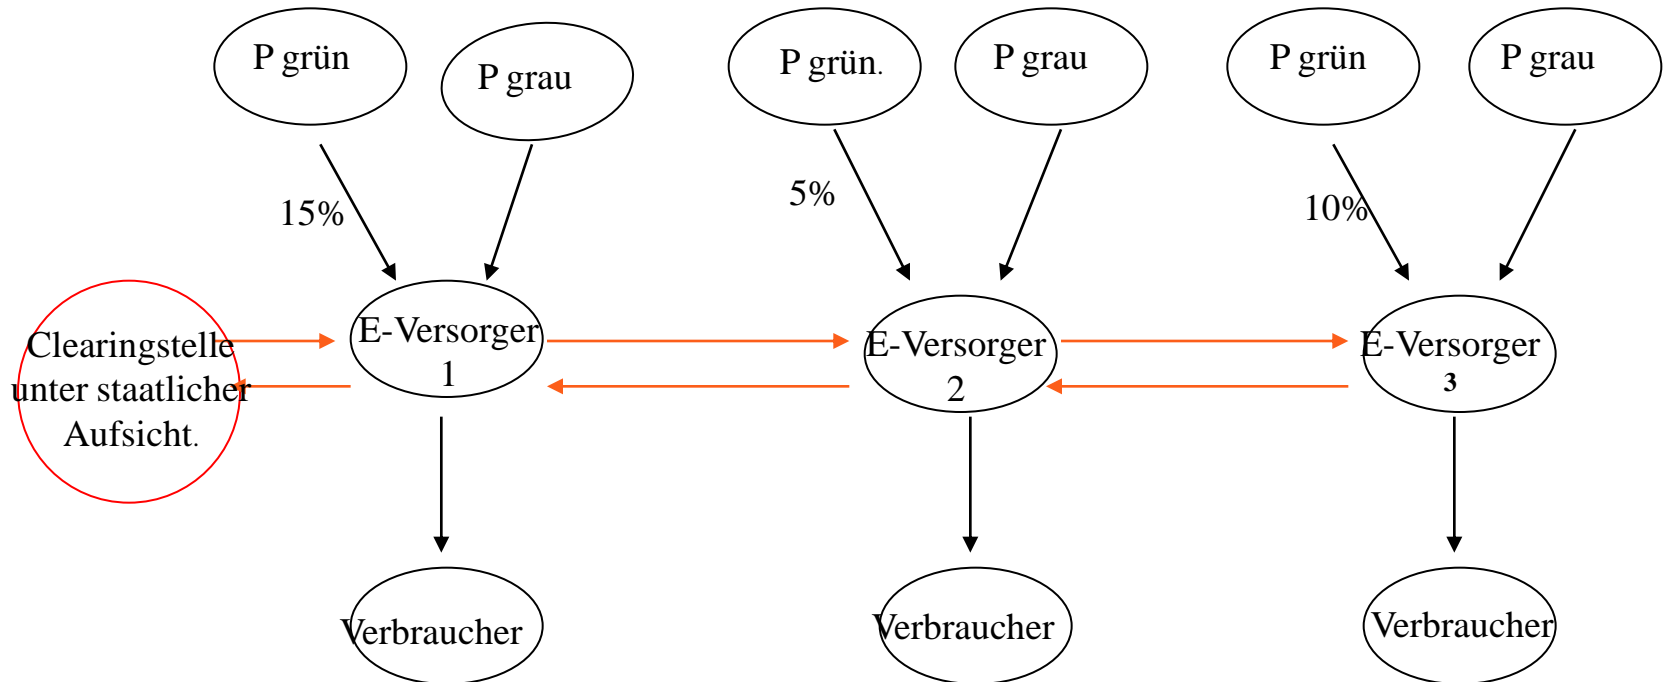 P grün
P grau
P grün.
P grau
P grün
P grau
15%
5%
10%
Clearingstelle
unter staatlicher
Aufsicht.
E-Versorger
1
E-Versorger
2
E-Versorger
3
Verbraucher
Verbraucher
Verbraucher